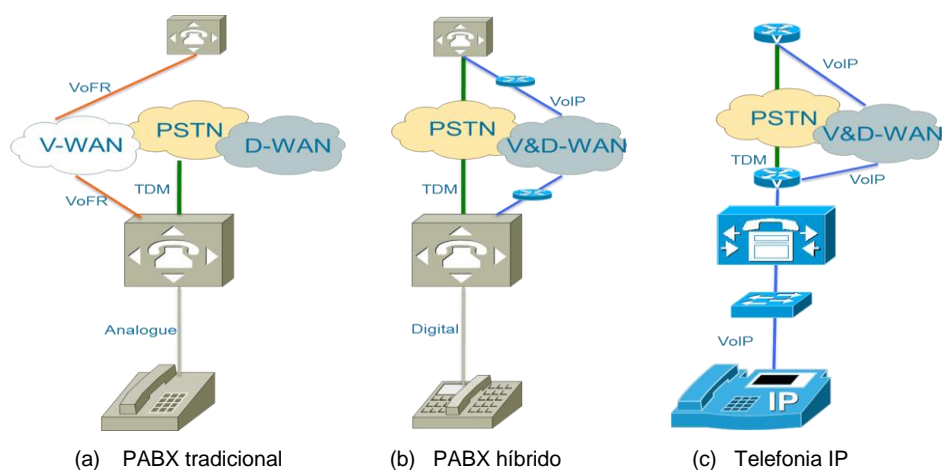 VoFR
V-WAN
PSTN
D-WAN
VoFR
TDM
Analogue
(a) PABX tradicional
VoIP
PSTN
V&D-WAN
TDM
Digital
(b) PABX híbrido
VoIP
PSTN
V&D-WAN
TDM
VoIP
VoIP
IP
(c) Telefonia IP